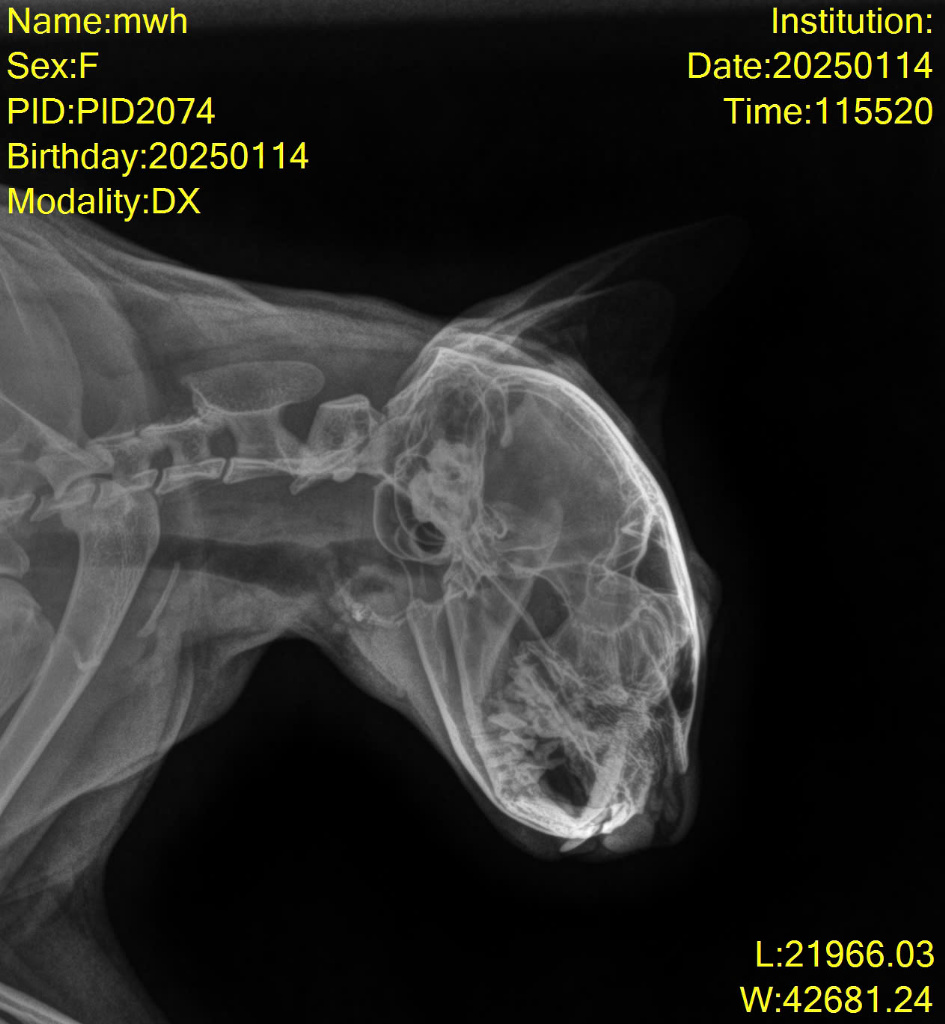 Name:mwh
Sex:F
PID:PID2074
Birthday:20250114
Modality:DX
Institution:
Date:20250114
Time:115520
L:21966.03
W:42681.24